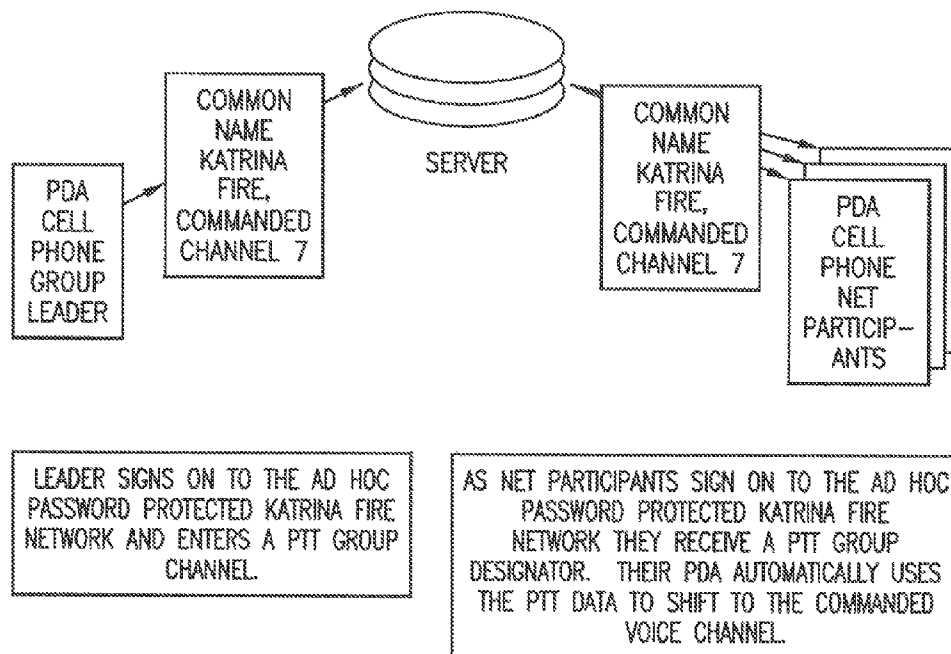 PDA
CELL
PHONE
GROUP
LEADER
COMMON
NAME
KATRINA
FIRE,
COMMANDED
CHANNEL 7
SERVER
COMMON
NAME
KATRINA
FIRE,
COMMANDED
CHANNEL 7
PDA
CELL
PHONE
NET
PARTICIP-
ANTS
LEADER SIGNS ON TO THE AD HOC
PASSWORD PROTECTED KATRINA FIRE
NETWORK AND ENTERS A PTT GROUP
CHANNEL.
AS NET PARTICIPANTS SIGN ON TO THE AD HOC
PASSWORD PROTECTED KATRINA FIRE
NETWORK THEY RECEIVE A PTT GROUP
DESIGNATOR. THEIR PDA AUTOMATICALLY USES
THE PTT DATA TO SHIFT TO THE COMMANDED
VOICE CHANNEL.